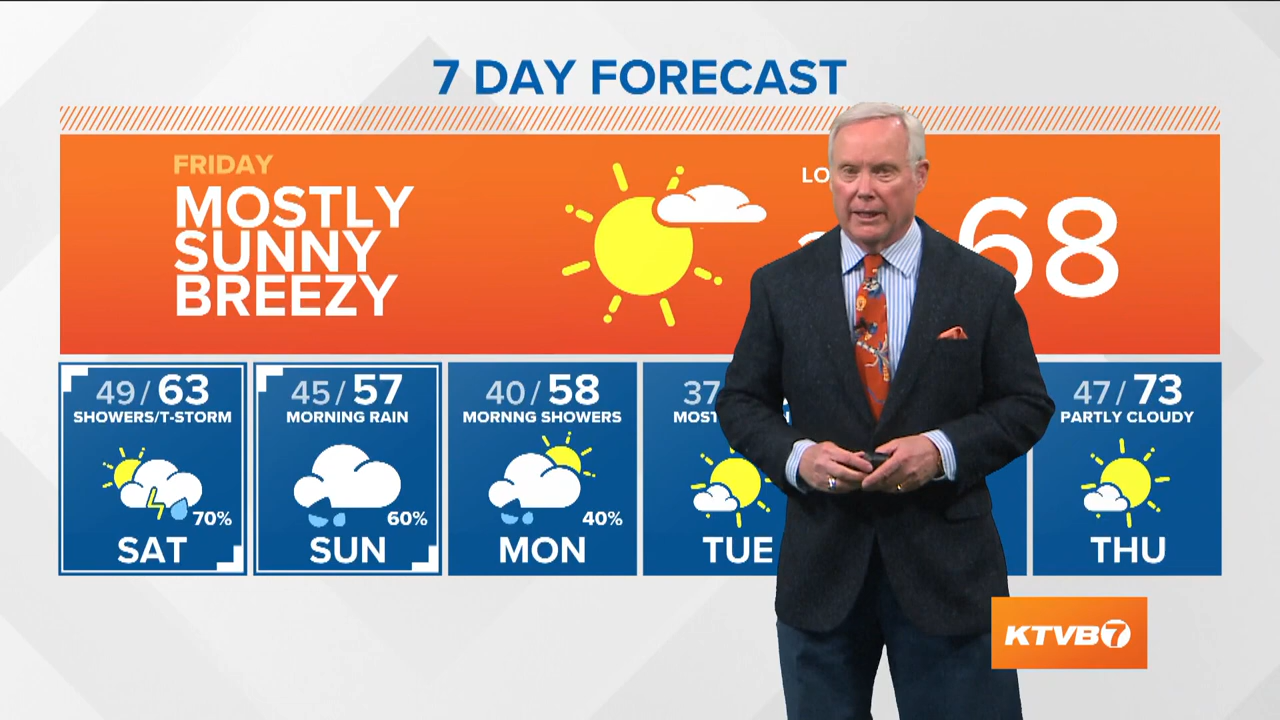 7 DAY FORECAST
FRIDAY
MOSTLY
SUNNY
BREEZY
68
49 / 63
SHOWERS/T-STORM
70%
SAT
45 / 57
MORNING RAIN
60%
SUN
40 / 58
MORNNG SHOWERS
40%
MON
37
TUE
47 / 73
PARTLY CLOUDY
THU
KTVB7